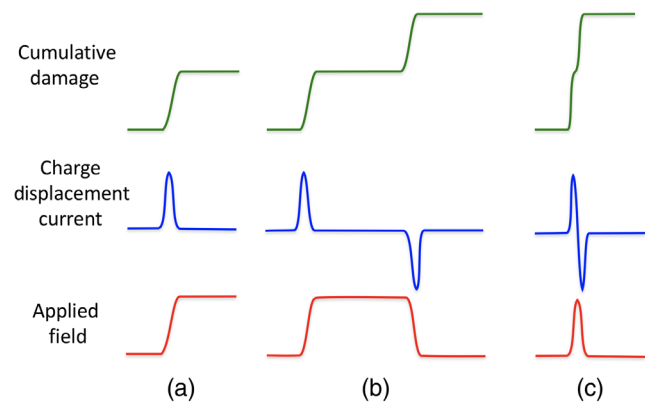 Cumulative
damage
Charge
displacement
current
Applied
field
(a)
(b)
(c)